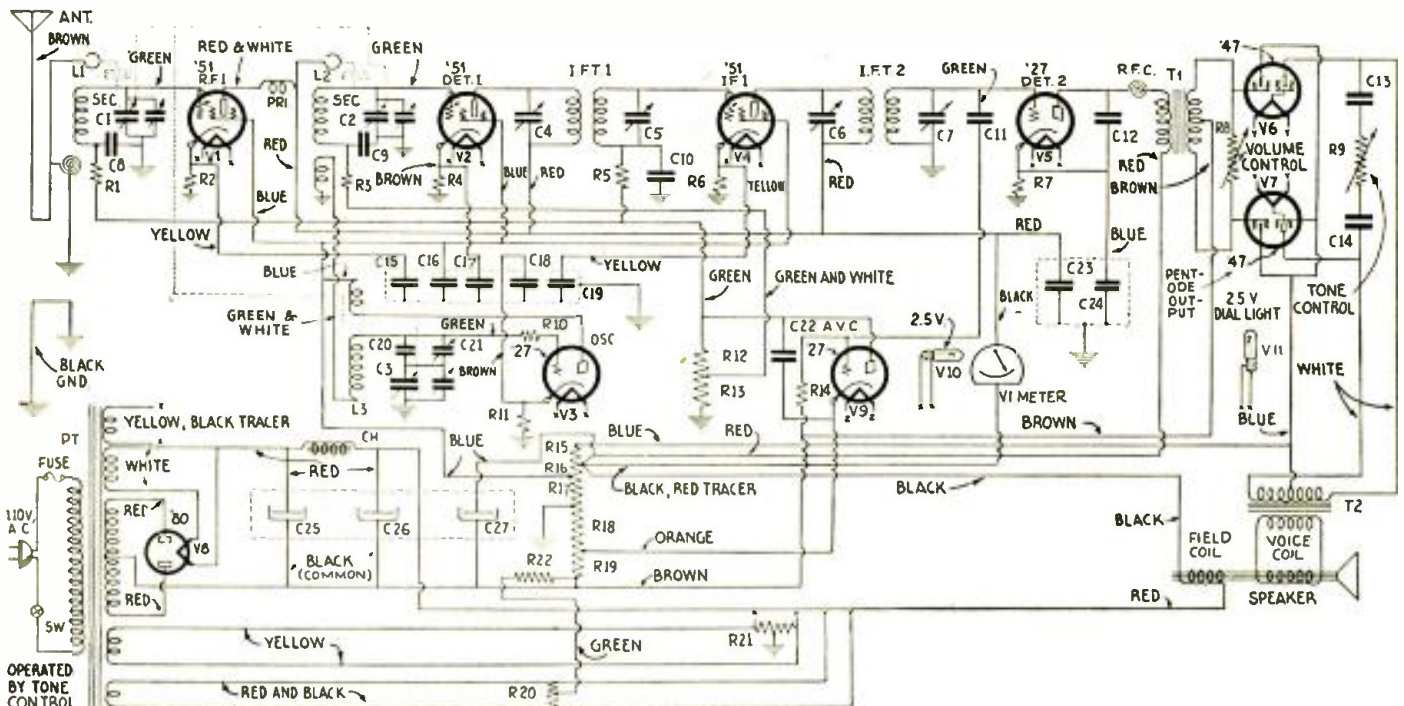 ANT.
BROWN
GREEN
RED & WHITE
'51
R.F.1
L1
SEC
C1
C8
R1
V1
R2
PRI
L2
RED
BLUE
YELLOW
GREEN
'51
DET.1
SEC
C2
C9
R3
BROWN
V2
R4
BLUE
C4
RED
I.F.T.1
C5
R5
C10
'51
IF1
V4
R6
YELLOW
C6
RED
I.F.T.2
C7
GREEN
C11
'27
DET.2
V5
R7
C12
R.F.C.
T1
RED
BROWN
R8
'47
V6
VOLUME
CONTROL
V7
47
C13
R9
C14
TONE
CONTROL
PENT-
ODE
OUT-
PUT
2.5 V
DIAL LIGHT
V11
WHITE
BLUE
BLUE
C15
C16
C17
C18
C19
YELLOW
GREEN
GREEN AND WHITE
RED
BLACK
BLUE
C23
C24
GREEN &
WHITE
GREEN
C20
C21
C3
BROWN
L3
R10
27
OSC
V3
R11
R12
R13
C22
A.V.C
27
R14
V9
2.5V
V10
V1 METER
BLACK
GND
PT
YELLOW, BLACK TRACER
FUSE
WHITE
CH
RED
BLUE
R15
R16
R17
BLUE
RED
BROWN
BLACK, RED TRACER
BLACK
110V.
A C
RED
80
V8
C25
C26
C27
R18
ORANGE
R19
BLACK
(COMMON)
R22
BROWN
BLACK
T2
FIELD
COIL
VOICE
COIL
SPEAKER
RED
RED
SW
YELLOW
GREEN
R21
OPERATED
BY TONE
CONTROL
RED AND BLACK
R20